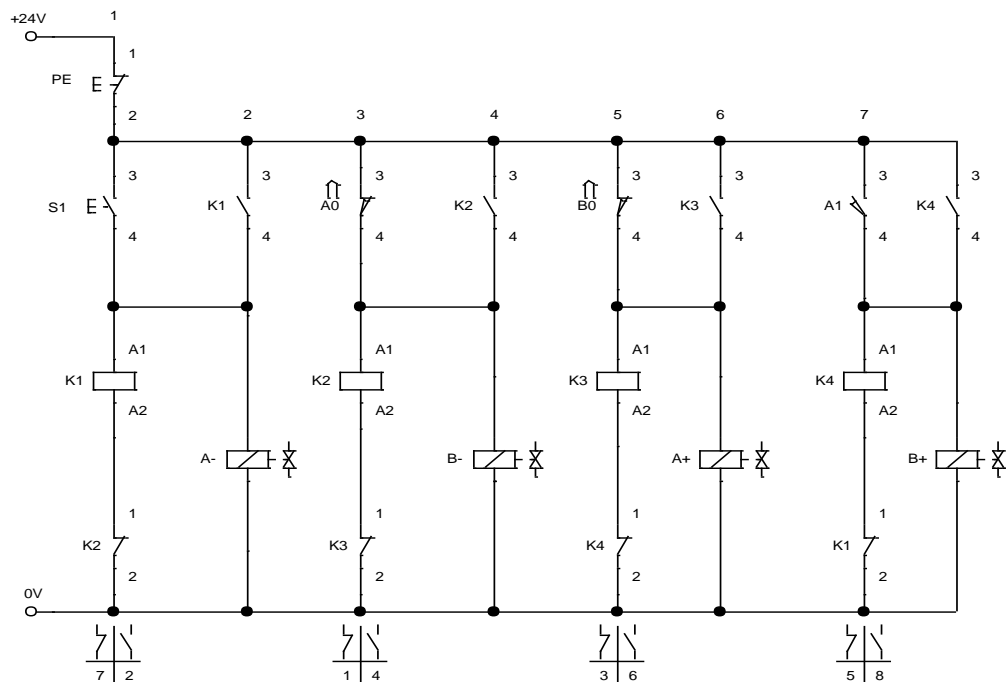 +24V 1
1
PE
2 2 3 4 5 6 7
3 3 3 3 3 3 3 3
S1 K1 A0 K2 B0 K3 A1 K4
4 4 4 4 4 4 4 4
A1 A1 A1 A1
K1 K2 K3 K4
A2 A2 A2 A2
A- B- A+ B+
1 1 1 1
K2 K3 K4 K1
2 2 2 2
0V
7 2 1 4 3 6 5 8